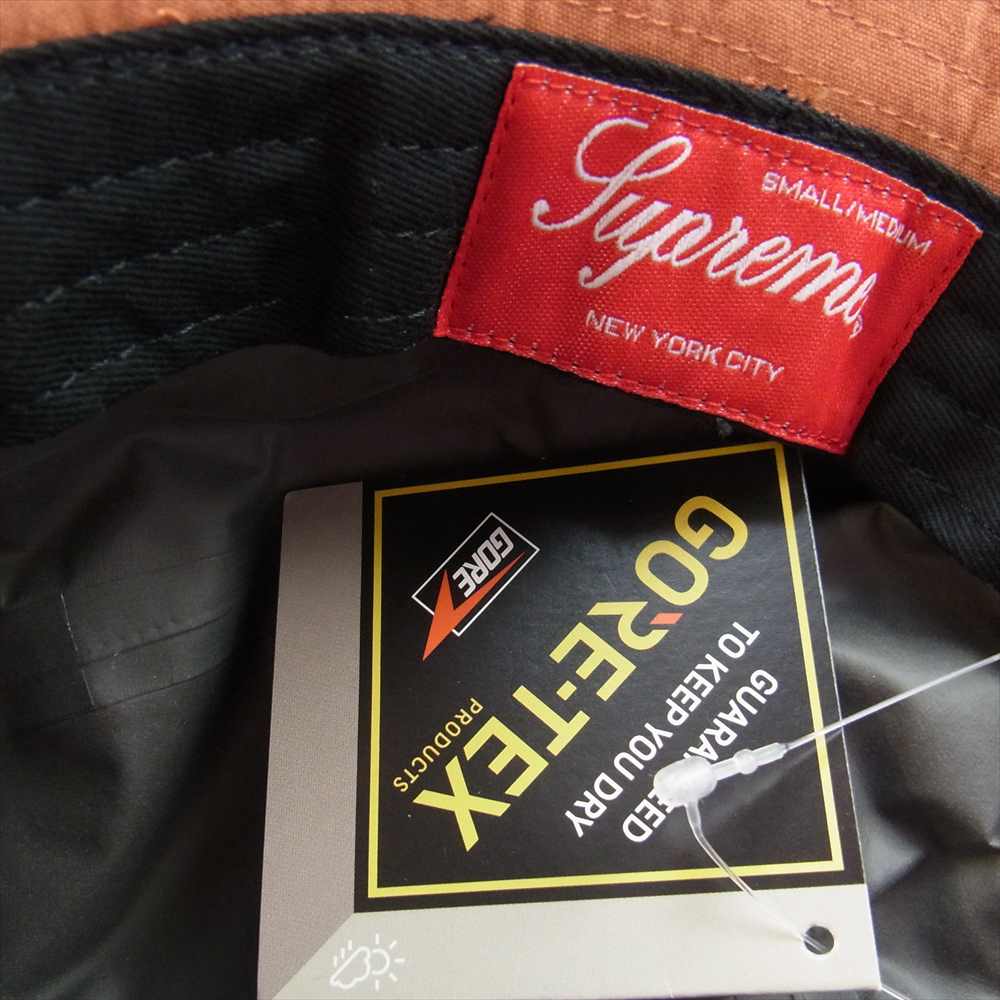 SMALL/MEDIUM
Supreme
NEW YORK CITY
GORE
GORE-TEX
PRODUCTS
GUARANTEED
TO KEEP YOU DRY